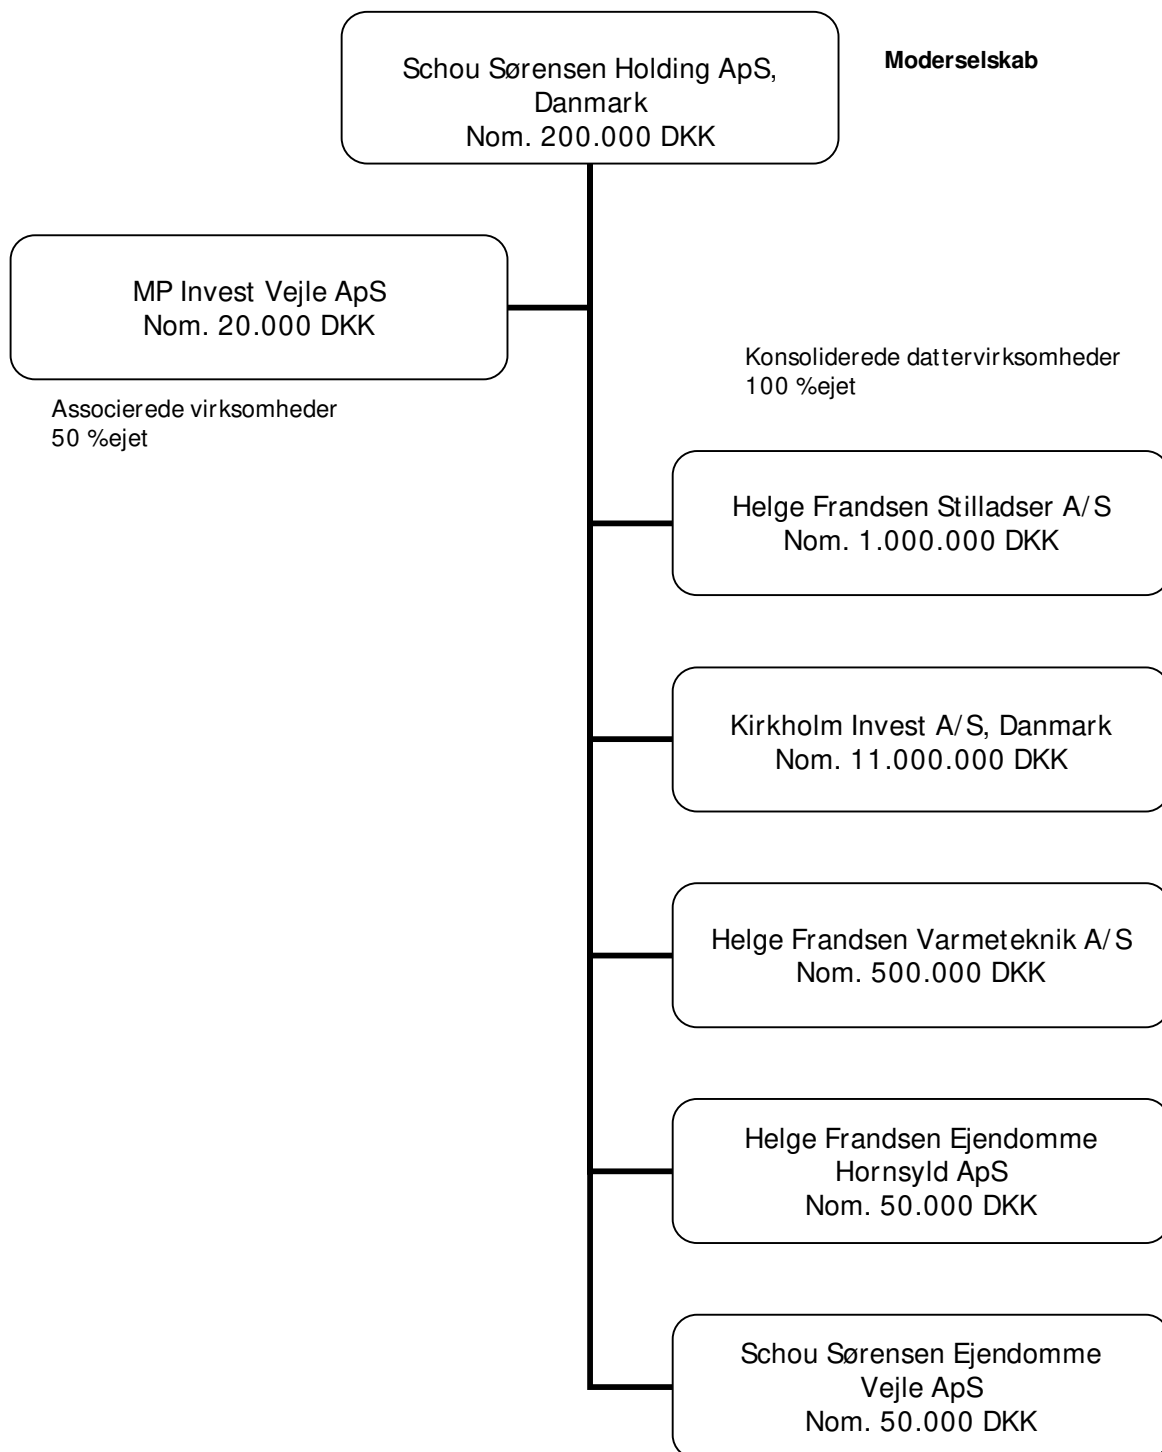 Schou Sørensen Holding ApS,
Danmark
Nom. 200.000 DKK
Moderselskab
MP Invest Vejle ApS
Nom. 20.000 DKK
Associerede virksomheder
50 %ejet
Konsoliderede dattervirksomheder
100 %ejet
Helge Frandsen Stilladser A/S
Nom. 1.000.000 DKK
Kirkholm Invest A/S, Danmark
Nom. 11.000.000 DKK
Helge Frandsen Varmeteknik A/S
Nom. 500.000 DKK
Helge Frandsen Ejendomme
Hornsyld ApS
Nom. 50.000 DKK
Schou Sørensen Ejendomme
Vejle ApS
Nom. 50.000 DKK